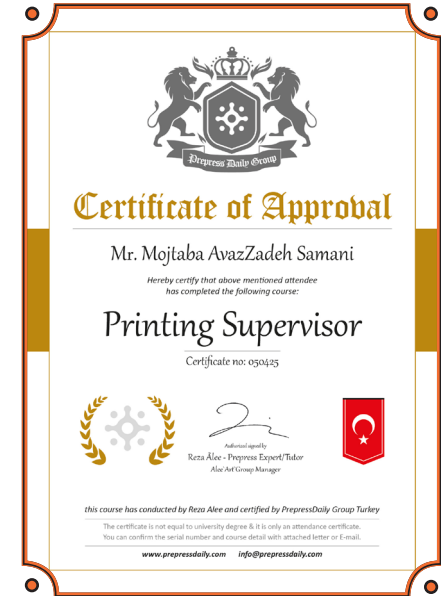 Prepress Daily Group
Certificate of Approval
Mr. Mojtaba AvazZadeh Samani
Hereby certify that above mentioned attendee
has completed the following course:
Printing Supervisor
Certificate no: 050425
Authorized signed by
Reza Alee - Prepress Expert/Tutor
Alee Art Group Manager
this course has conducted by Reza Alee and certified by PrepressDaily Group Turkey
The certificate is not equal to university degree & it is only an attendance certificate.
You can confirm the serial number and course detail with attached letter or E-mail.
www.prepressdaily.com info@prepressdaily.com